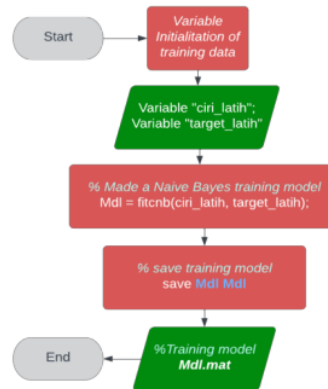 Start
Variable
Initialitation of
training data
Variable "ciri_latih";
Variable "target_latih"
% Made a Naive Bayes training model
Mdl = fitcnb(ciri_latih, target_latih);
% save training model
save Mdl Mdl
%Training model
Mdl.mat
End